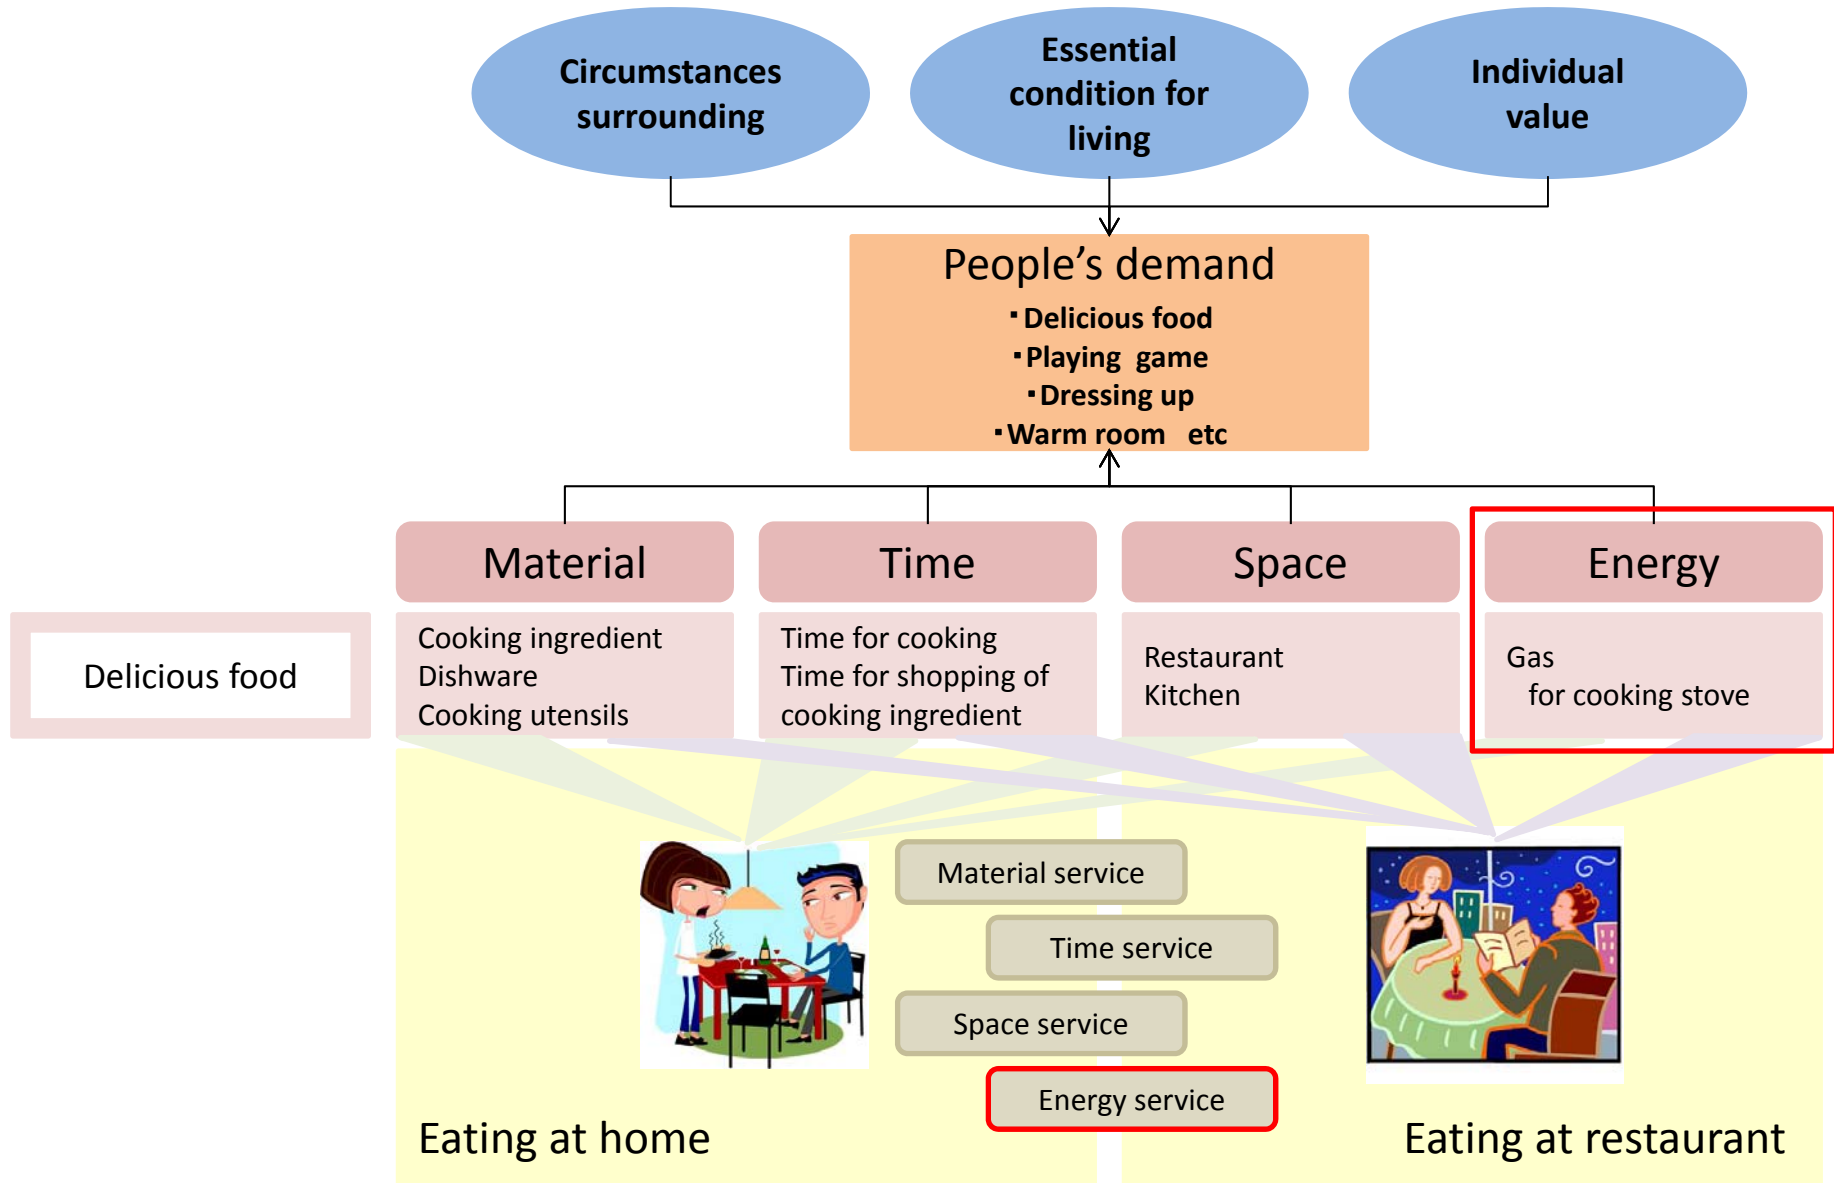 Circumstances
surrounding
Essential
condition for
living
Individual
value
People’s demand
▪Delicious food
▪Playing game
▪Dressing up
▪Warm room etc
Material
Time
Space
Energy
Delicious food
Cooking ingredient
Dishware
Cooking utensils
Time for cooking
Time for shopping of
cooking ingredient
Restaurant
Kitchen
Gas
for cooking stove
Material service
Time service
Space service
Energy service
Eating at home
Eating at restaurant